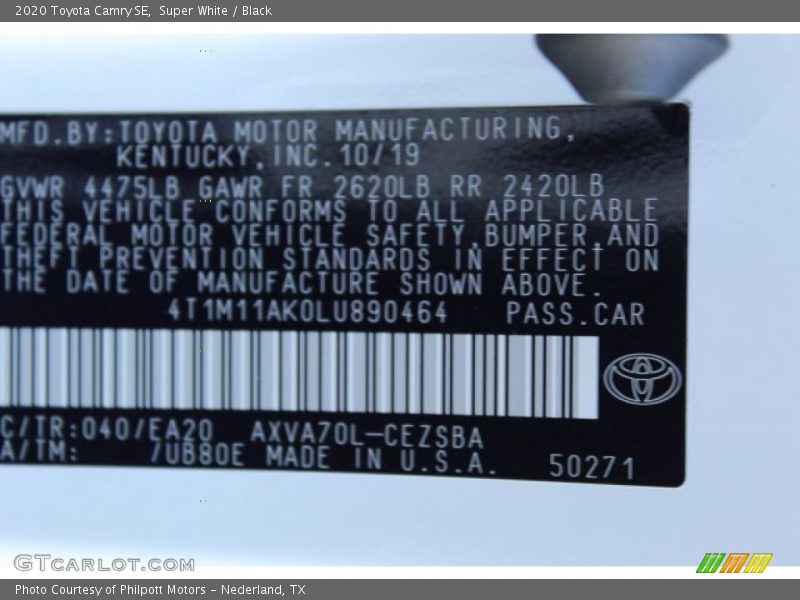 2020 Toyota Camry SE, Super White / Black
MFD.BY:TOYOTA MOTOR MANUFACTURING,
KENTUCKY,INC.10/19
GVWR 4475LB GAWR FR 2620LB RR 2420LB
THIS VEHICLE CONFORMS TO ALL APPLICABLE
FEDERAL MOTOR VEHICLE SAFETY,BUMPER,AND
THEFT PREVENTION STANDARDS IN EFFECT ON
THE DATE OF MANUFACTURE SHOWN ABOVE.
4T1M11AK0LU890464 PASS.CAR
C/TR:040/EA20 AXVA70L-CEZSBA
A/TM: /UB80E MADE IN U.S.A. 50271
GTCARLOT.COM
Photo Courtesy of Philpott Motors - Nederland, TX